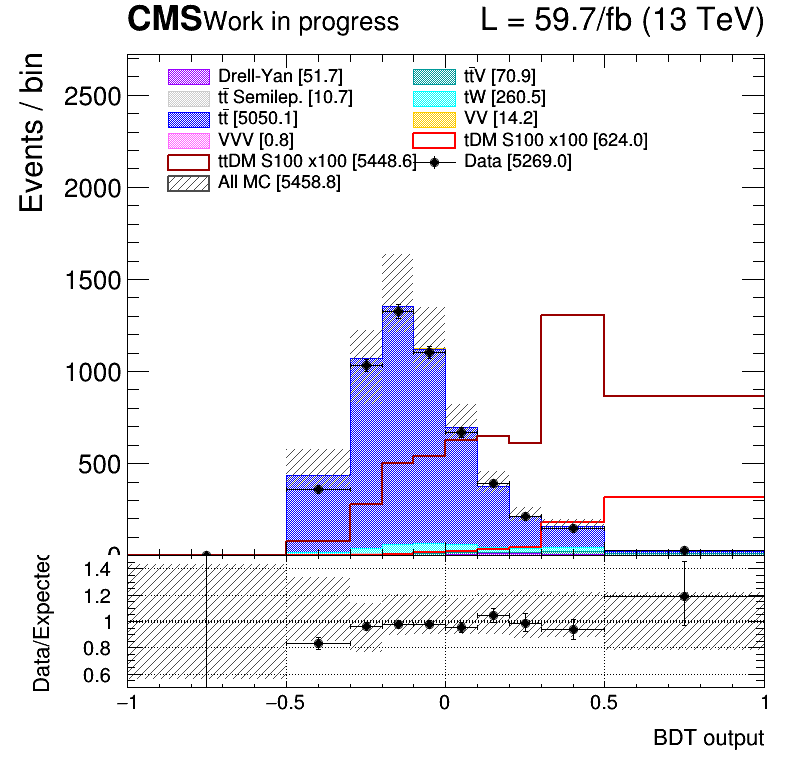 CMS Work in progress L = 59.7/fb (13 TeV)
Events / bin
2500
2000
1500
1000
500
0
Drell-Yan [51.7] tt̄V [70.9]
tt̄ Semilep. [10.7] tW [260.5]
tt̄ [5050.1] VV [14.2]
VVV [0.8] tDM S100 x100 [624.0]
ttDM S100 x100 [5448.6] Data [5269.0]
All MC [5458.8]
Data/Expected
1.4
1.2
1
0.8
0.6
−1 −0.5 0 0.5 1
BDT output